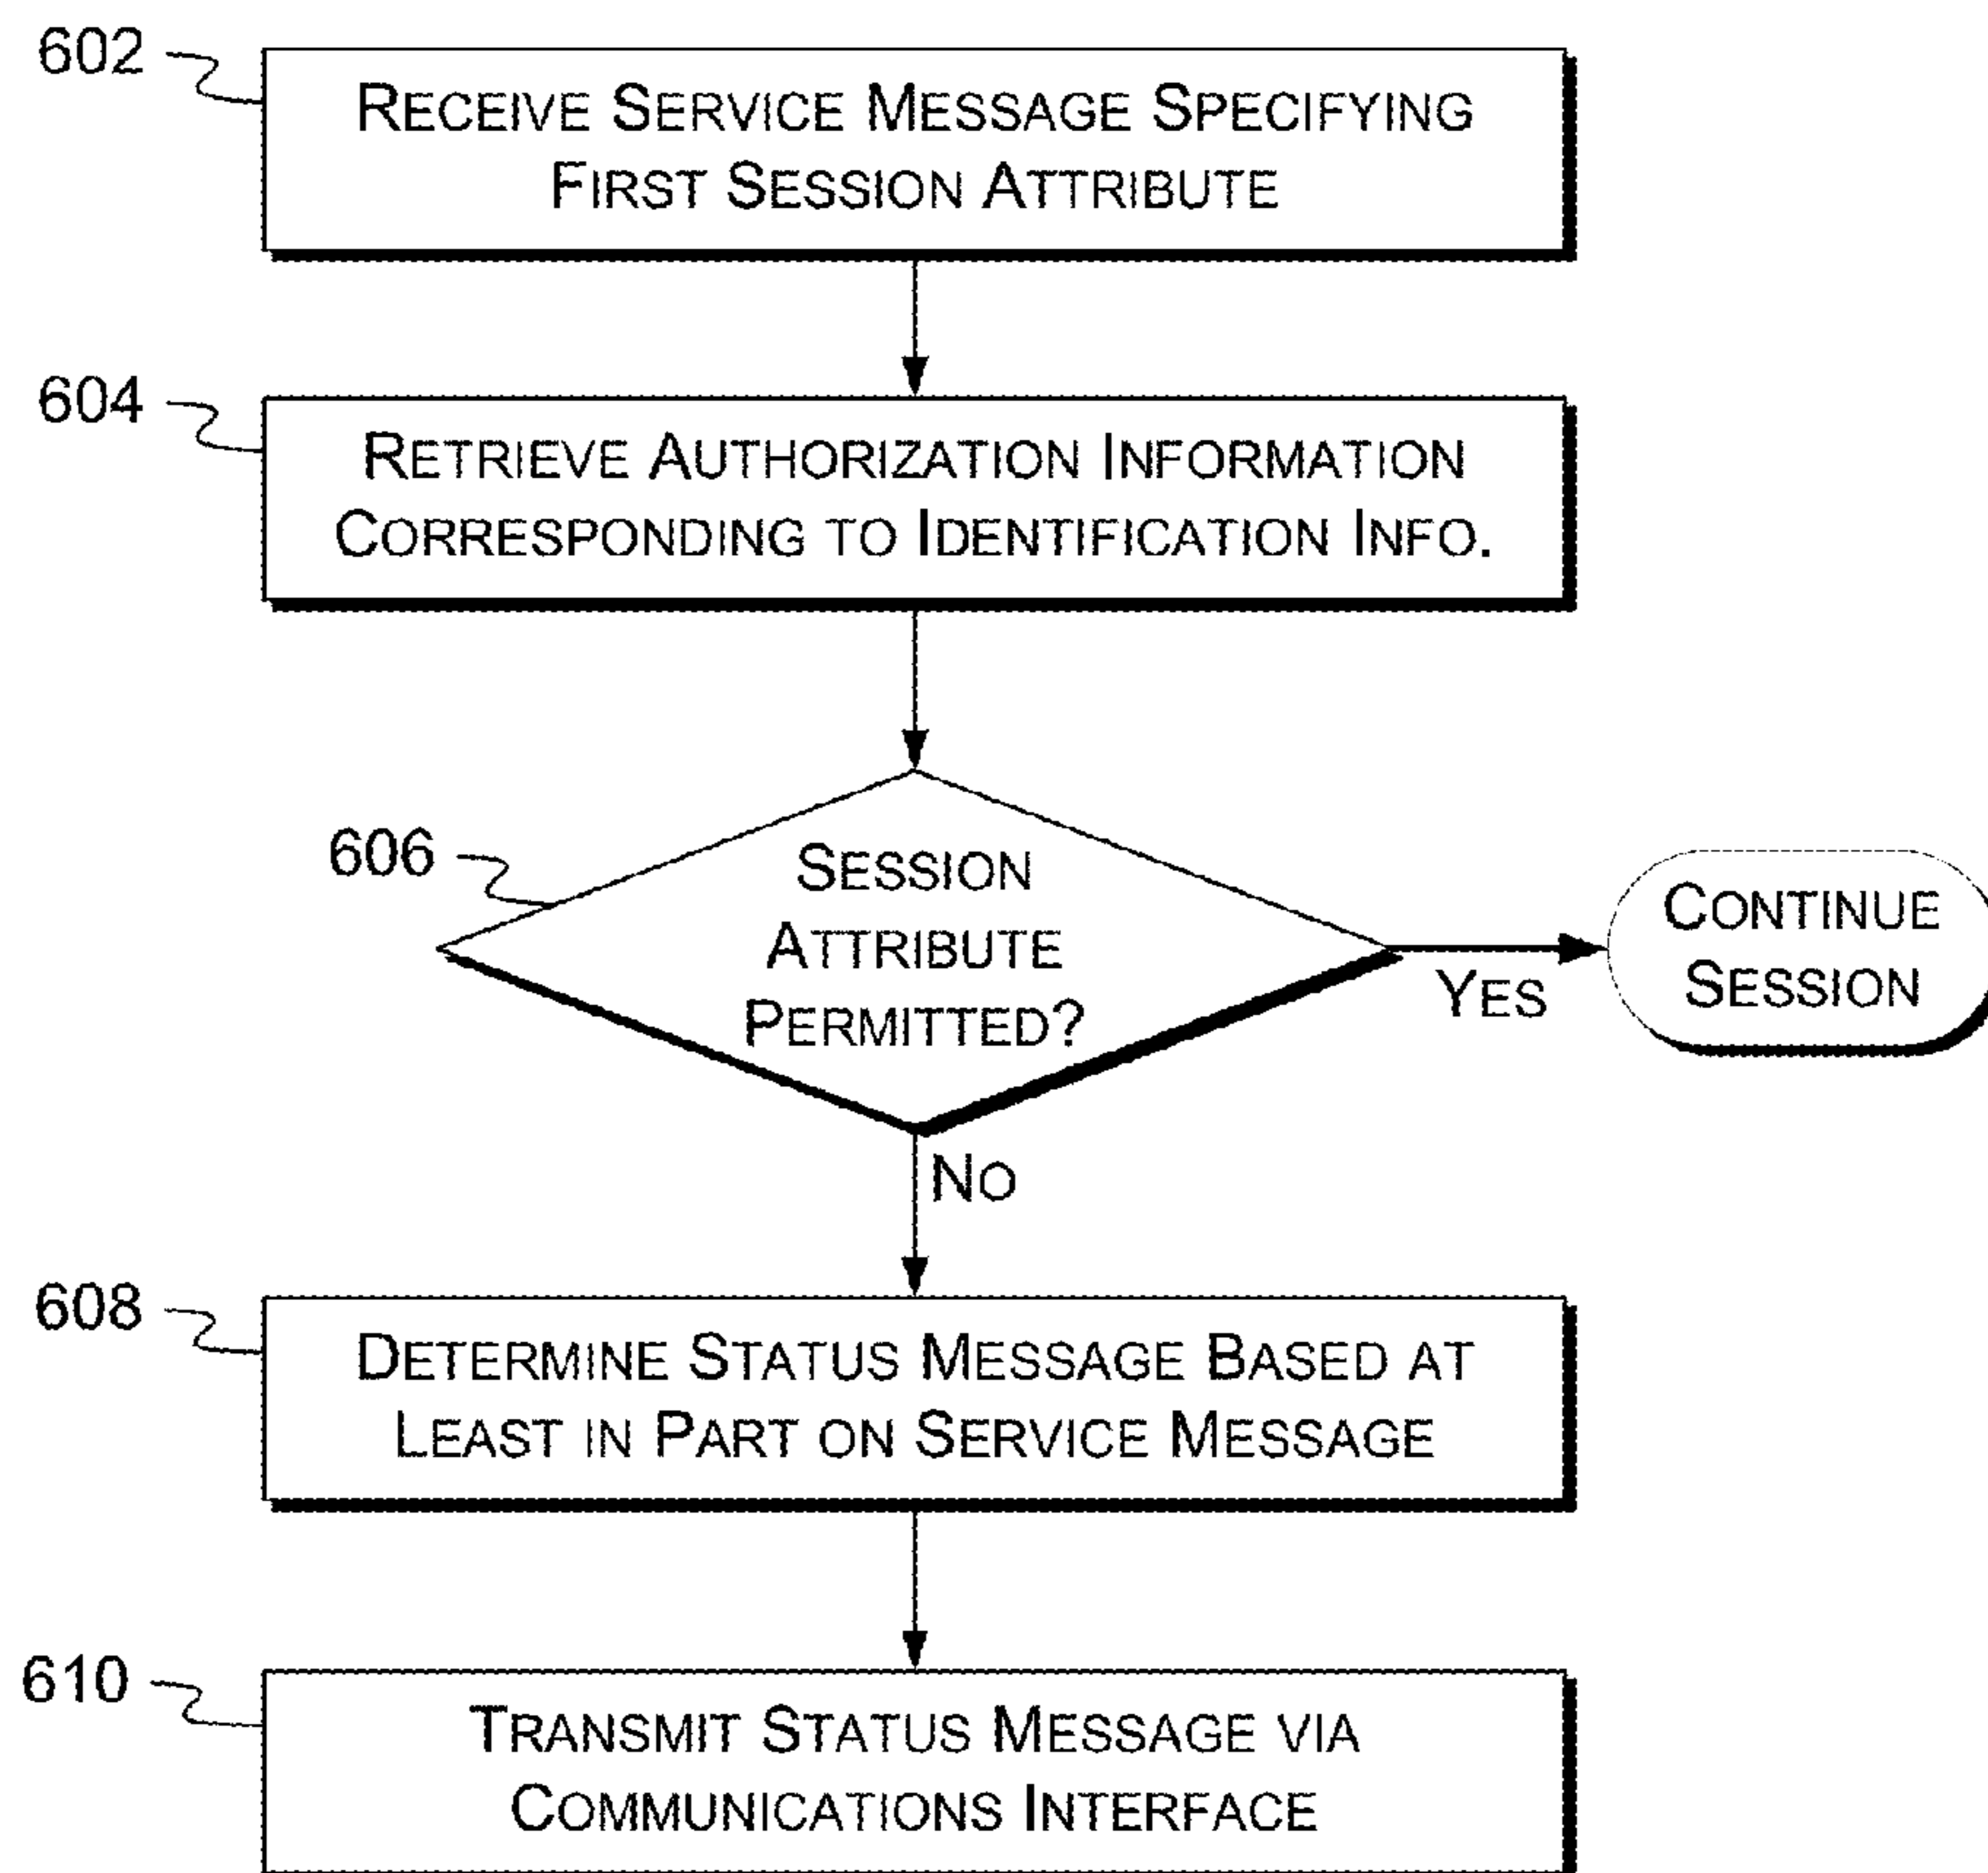 602
RECEIVE SERVICE MESSAGE SPECIFYING
FIRST SESSION ATTRIBUTE
604
RETRIEVE AUTHORIZATION INFORMATION
CORRESPONDING TO IDENTIFICATION INFO.
606
SESSION
ATTRIBUTE
PERMITTED?
YES
CONTINUE
SESSION
NO
608
DETERMINE STATUS MESSAGE BASED AT
LEAST IN PART ON SERVICE MESSAGE
610
TRANSMIT STATUS MESSAGE VIA
COMMUNICATIONS INTERFACE